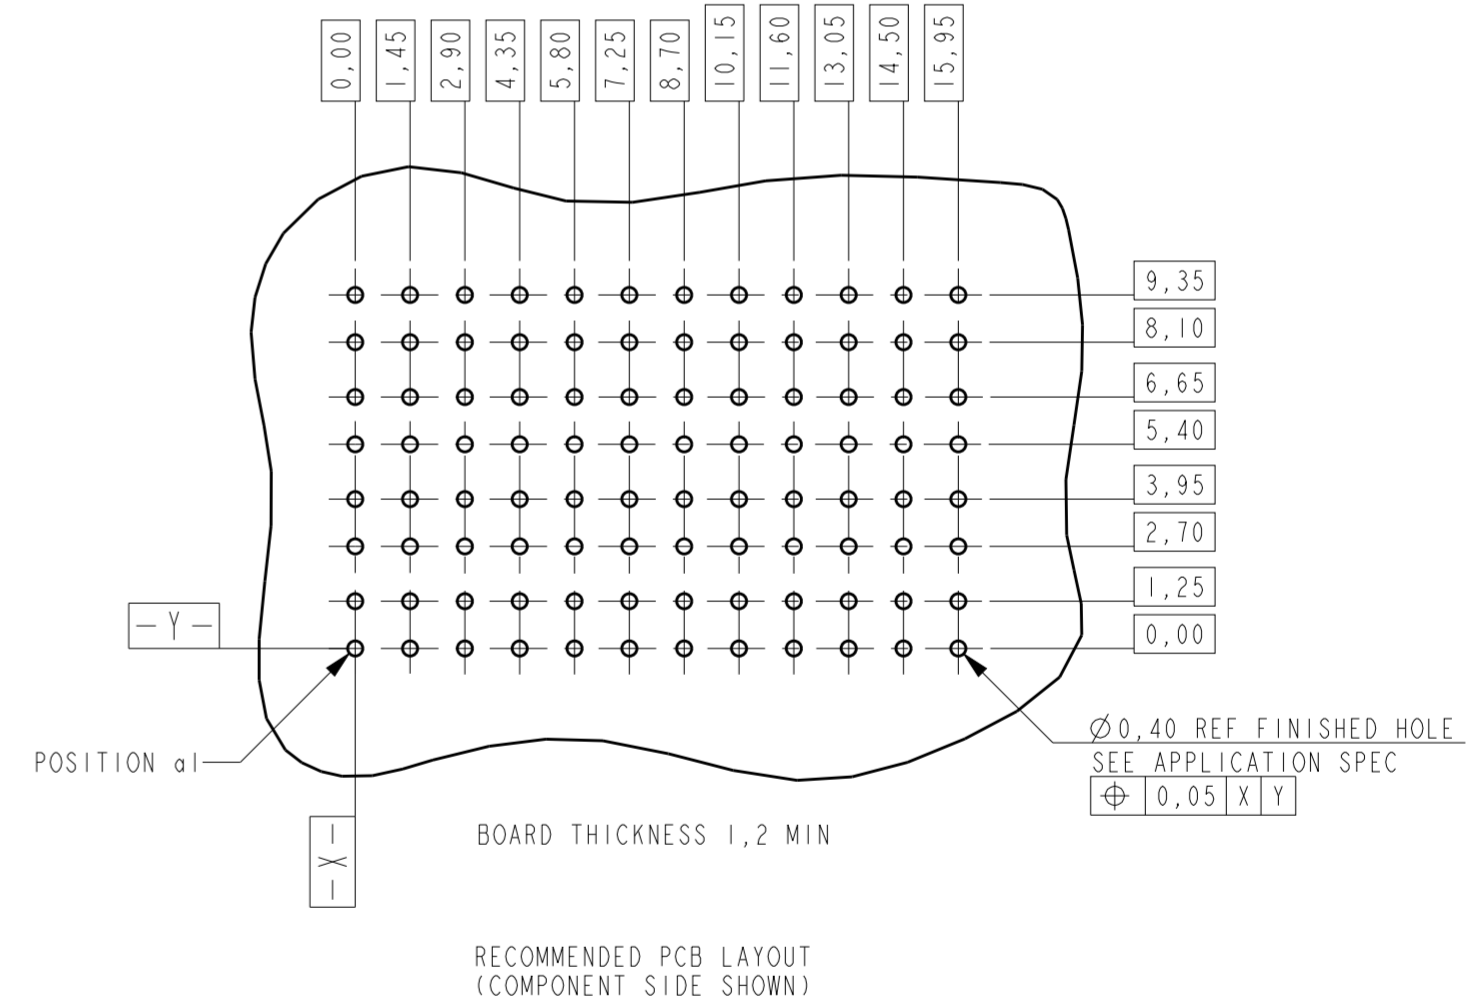 0,00
1,45
2,90
4,35
5,80
7,25
8,70
10,15
11,60
13,05
14,50
15,95
9,35
8,10
6,65
5,40
3,95
2,70
1,25
0,00
– Y –
POSITION a1
– X –
Ø0,40 REF FINISHED HOLE
SEE APPLICATION SPEC
⌖ 0,05 X Y
BOARD THICKNESS 1,2 MIN
RECOMMENDED PCB LAYOUT
(COMPONENT SIDE SHOWN)